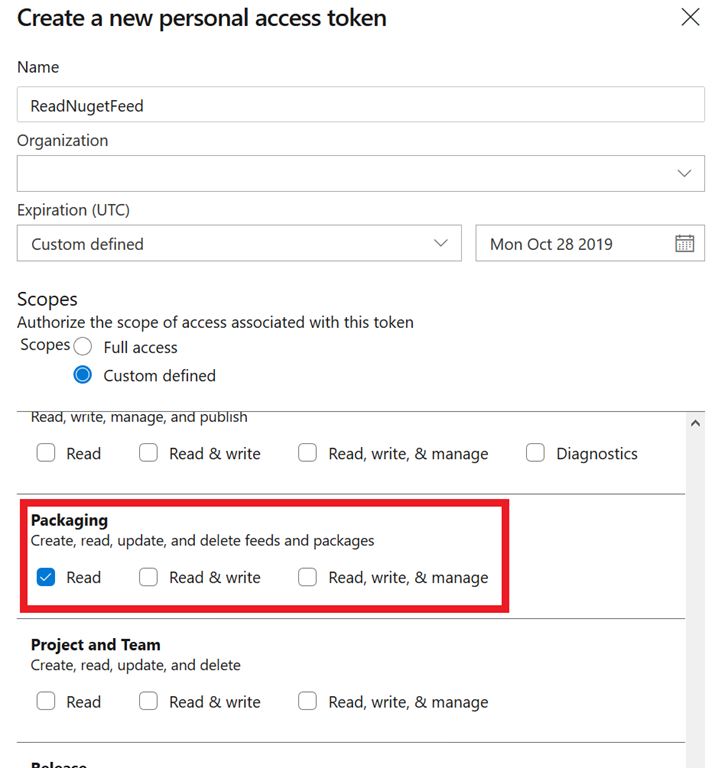 Create a new personal access token
Name
ReadNugetFeed
Organization
Expiration (UTC)
Custom defined
Mon Oct 28 2019
Scopes
Authorize the scope of access associated with this token
Scopes Full access
Custom defined
Read, write, manage, and publish
Read Read & write Read, write, & manage Diagnostics
Packaging
Create, read, update, and delete feeds and packages
Read Read & write Read, write, & manage
Project and Team
Create, read, update, and delete
Read Read & write Read, write, & manage
Release